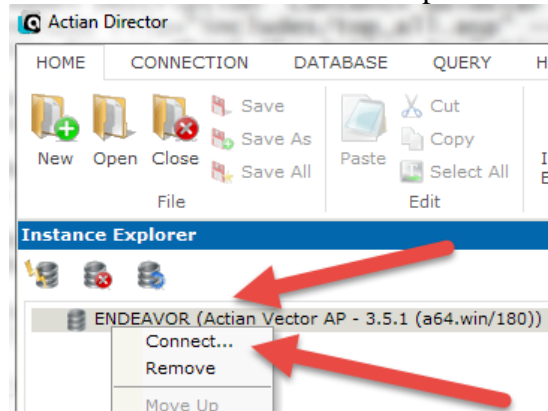 Actian Director
HOME CONNECTION DATABASE QUERY H
New Open Close Save Save As Save All Paste Cut Copy Select All
File Edit
Instance Explorer
ENDEAVOR (Actian Vector AP - 3.5.1 (a64.win/180))
Connect...
Remove
Move Up